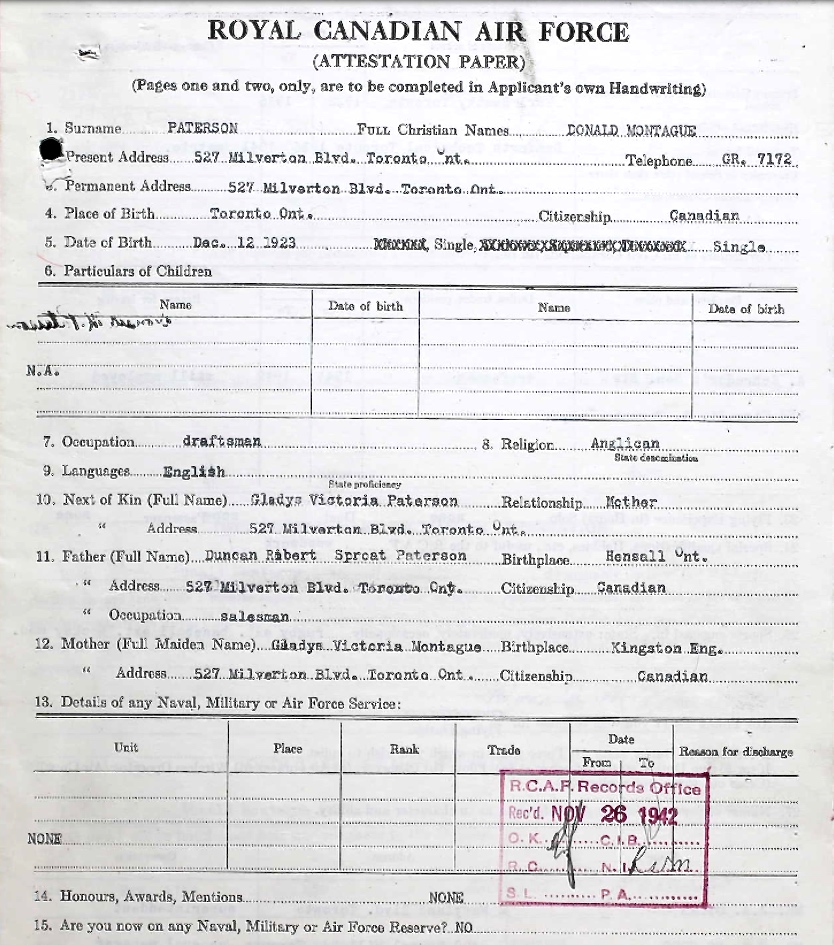 ROYAL CANADIAN AIR FORCE
(ATTESTATION PAPER)
(Pages one and two, only, are to be completed in Applicant's own Handwriting)
1. Surname PATERSON Full Christian Names DONALD MONTAGUE
Present Address 527 Milverton Blvd. Toronto Ont. Telephone GR. 7172
3. Permanent Address 527 Milverton Blvd. Toronto Ont.
4. Place of Birth Toronto Ont. Citizenship Canadian
5. Date of Birth Dec. 12 1923 Single, Single
6. Particulars of Children
Name Date of birth Name Date of birth
N.A.
7. Occupation draftsman 8. Religion Anglican
State denomination
9. Languages English
State proficiency
10. Next of Kin (Full Name) Gladys Victoria Paterson Relationship Mother
" Address 527 Milverton Blvd. Toronto Ont.
11. Father (Full Name) Duncan Robert Sproat Paterson Birthplace Hensall Ont.
" Address 527 Milverton Blvd. Toronto Ont. Citizenship Canadian
" Occupation salesman
12. Mother (Full Maiden Name) Gladys Victoria Montague Birthplace Kingston Eng.
" Address 527 Milverton Blvd. Toronto Ont. Citizenship Canadian
13. Details of any Naval, Military or Air Force Service:
Unit Place Rank Trade Date Reason for discharge
From To
R.C.A.F. Records Office
Rec'd. NOV 26 1942
O.K. C.I.B.
NONE
R.C. N.I.
S.L. P.A.
14. Honours, Awards, Mentions NONE
15. Are you now on any Naval, Military or Air Force Reserve? NO